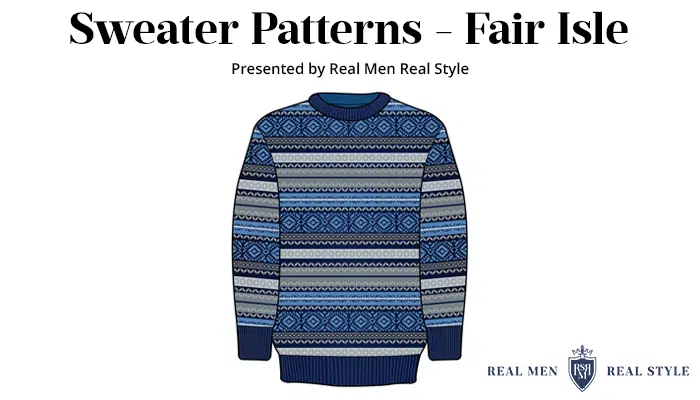 Sweater Patterns - Fair Isle
Presented by Real Men Real Style
REAL MEN RMRS REAL STYLE